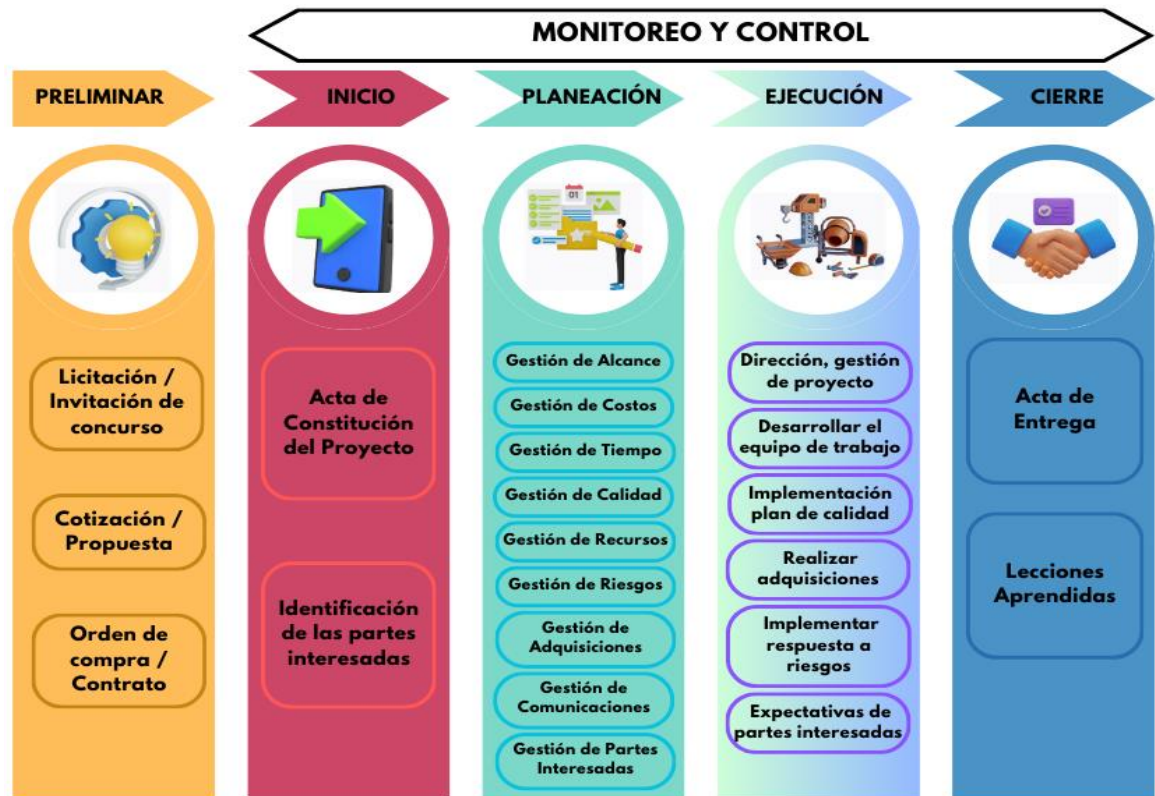 MONITOREO Y CONTROL
PRELIMINAR
INICIO
PLANEACIÓN
EJECUCIÓN
CIERRE
Licitación /
Invitación de
concurso
Cotización /
Propuesta
Orden de
compra /
Contrato
Acta de
Constitución
del Proyecto
Identificación
de las partes
interesadas
01
Gestión de Alcance
Gestión de Costos
Gestión de Tiempo
Gestión de Calidad
Gestión de Recursos
Gestión de Riesgos
Gestión de
Adquisiciones
Gestión de
Comunicaciones
Gestión de Partes
Interesadas
Dirección, gestión
de proyecto
Desarrollar el
equipo de trabajo
Implementación
plan de calidad
Realizar
adquisiciones
Implementar
respuesta a
riesgos
Expectativas de
partes interesadas
Acta de
Entrega
Lecciones
Aprendidas